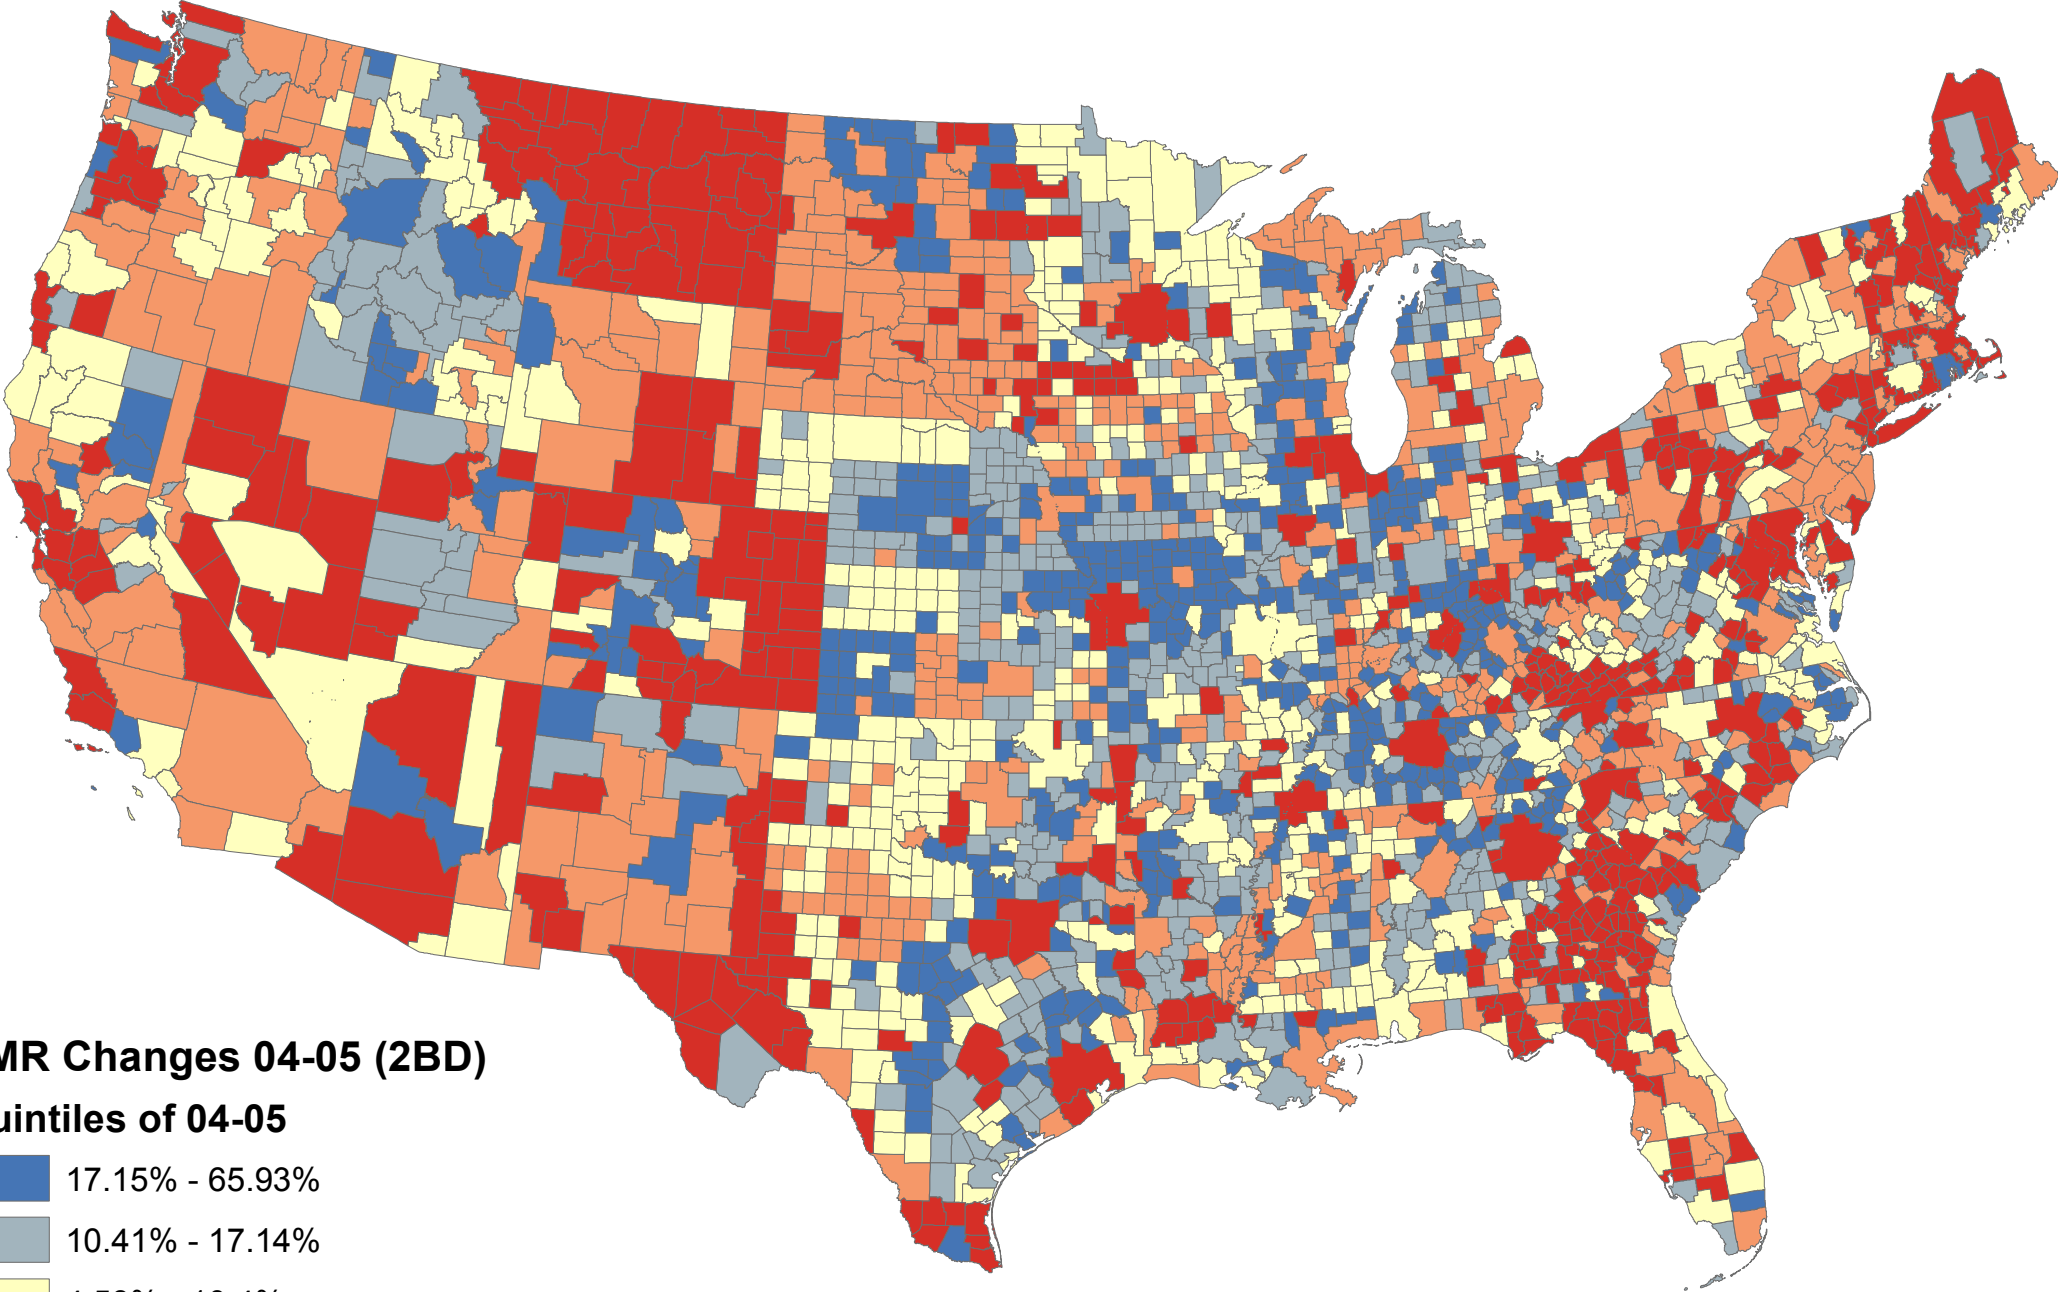 MR Changes 04-05 (2BD)
uintiles of 04-05
17.15% - 65.93%
10.41% - 17.14%